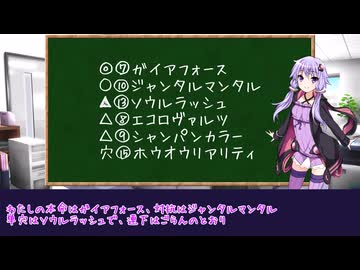 ◎⑦ガイアフォース
○⑩ジャンタルマンタル
▲⑬ソウルラッシュ
△⑧エコロヴァルツ
△⑨シャンパンカラー
穴⑮ホウオウリアリティ
わたしの本命はガイアフォース、対抗はジャンタルマンタル
単穴はソウルラッシュで、連下はごらんのとおり